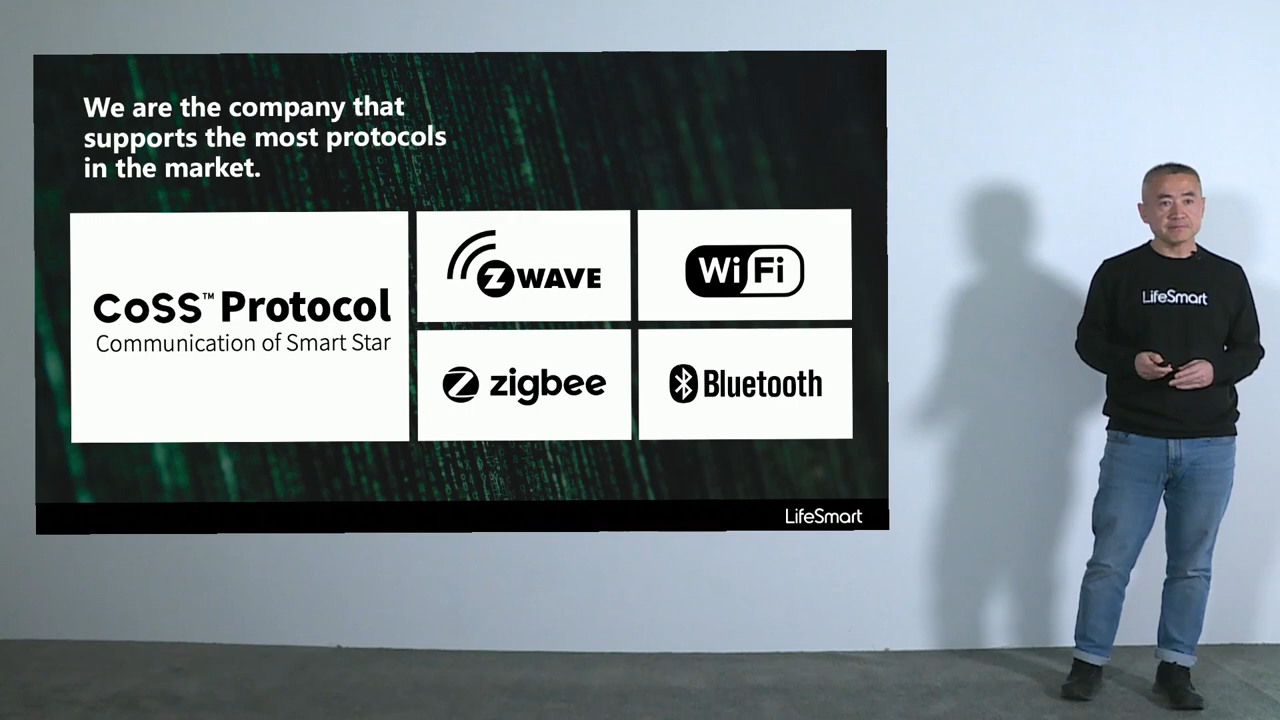 We are the company that
supports the most protocols
in the market.
CoSS™ Protocol
Communication of Smart Star
Z WAVE
WiFi
zigbee
Bluetooth
LifeSmart
LifeSmart